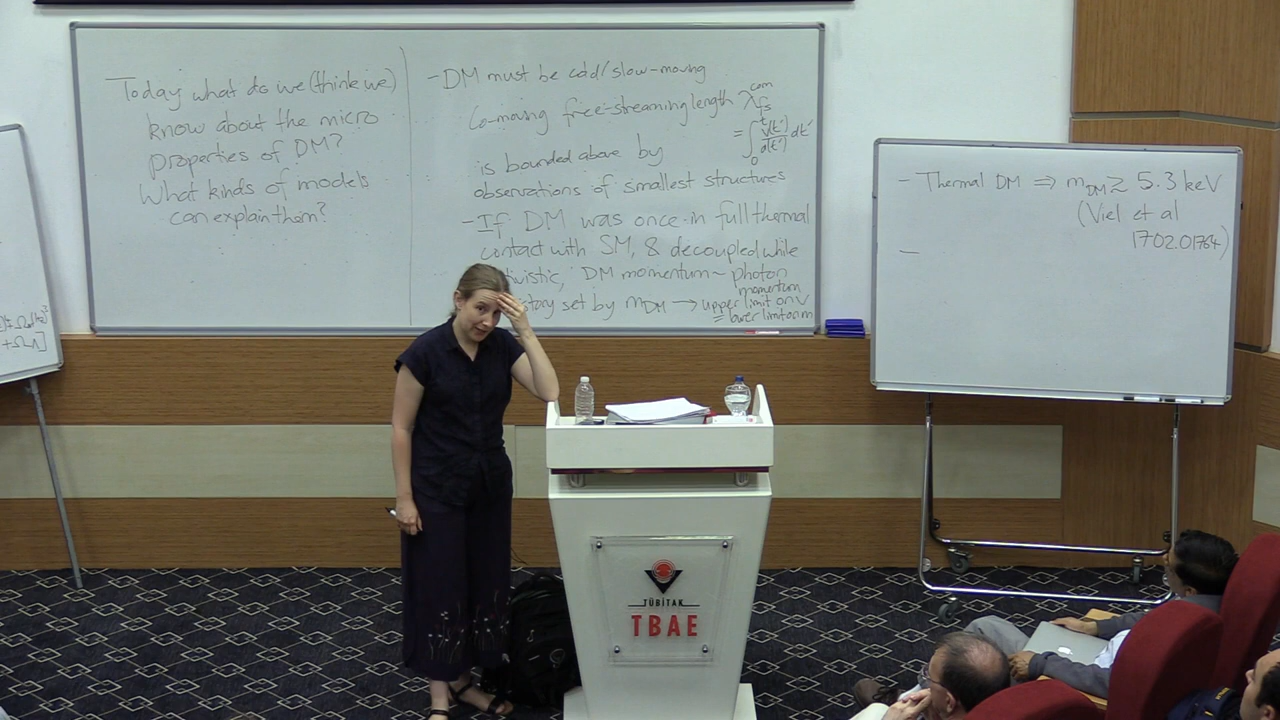 Today what do we (think we)
know about the micro
properties of DM?
What kinds of models
can explain them?
- DM must be cold/slow-moving
Co-moving free-streaming length λ_fs^com
= ∫_0^t v(t')/a(t') dt'
is bounded above by
observations of smallest structures
- If DM was once in full thermal
contact with SM, & decoupled while
DM momentum ~ photon
momentum
set by m_DM → upper limit on v
= lower limit on m
- Thermal DM ⇒ m_DM ≳ 5.3 keV
(Viel et al
1702.01764)
-
TÜBİTAK
TBAE